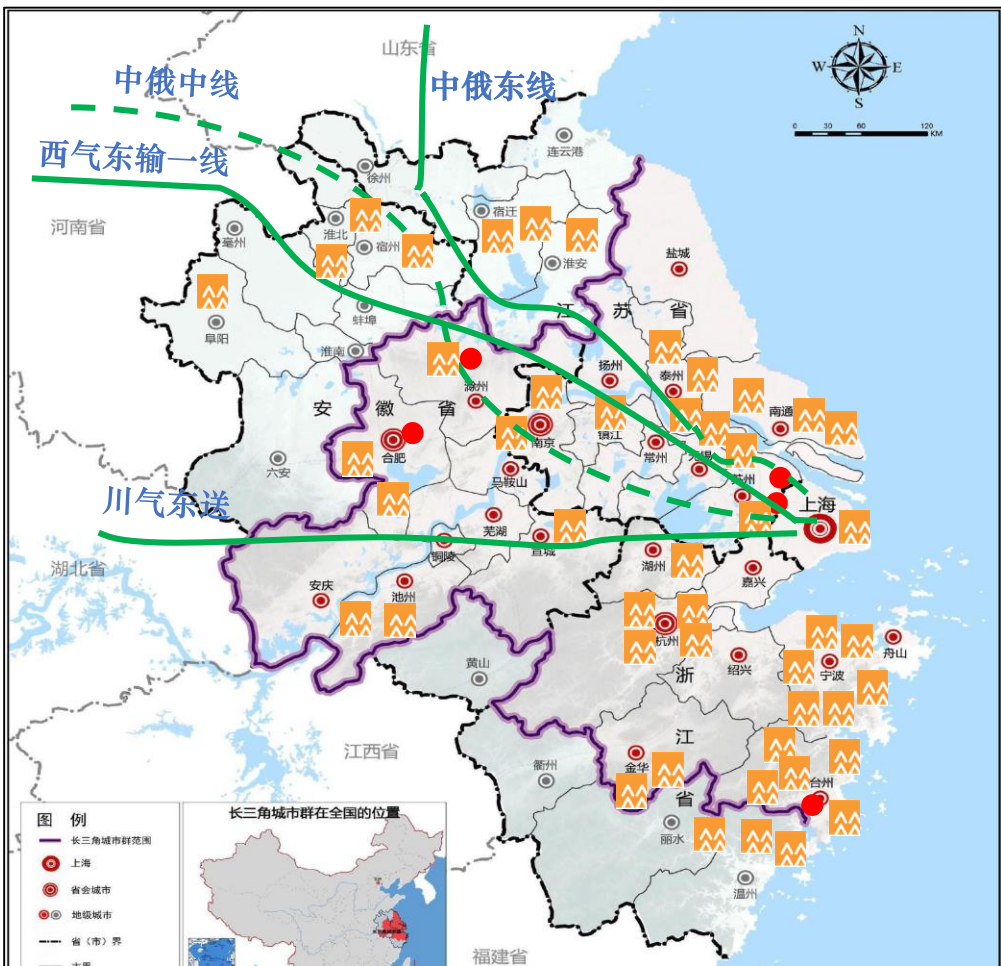 山东省
中俄中线
中俄东线
N
W
E
S
0 30 60 120
KM
西气东输一线
连云港
徐州
河南省
宿迁
淮北
亳州
宿州
淮安
盐城
江
苏
省
蚌埠
阜阳
淮南
扬州
泰州
滁州
安
徽
省
南通
南京
镇江
合肥
常州
无锡
六安
马鞍山
苏州
上海
川气东送
芜湖
宣城
铜陵
湖州
湖北省
嘉兴
池州
安庆
杭州
舟山
绍兴
宁波
黄山
浙
江
江西省
金华
衢州
台州
省
丽水
图 例
长三角城市群在全国的位置
长三角城市群范围
上海
温州
省会城市
地级城市
省（市）界
福建省